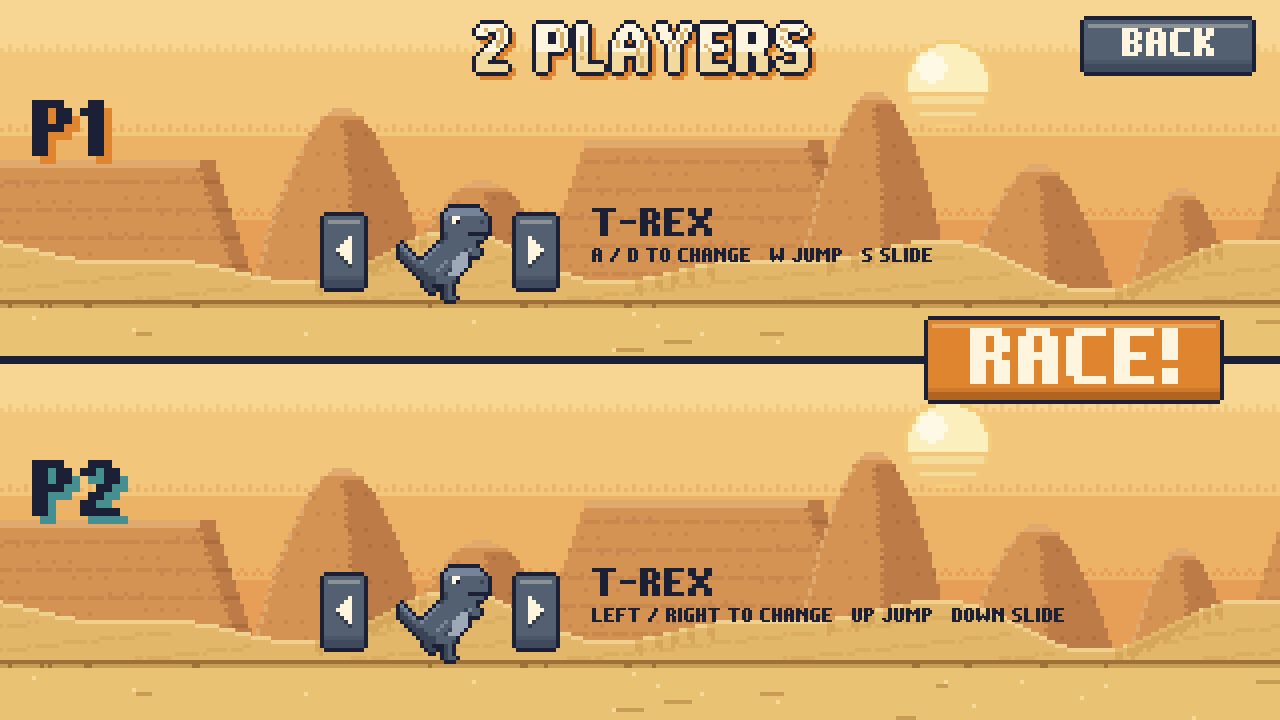 2 PLAYERS
BACK
P1
T-REX
A / D TO CHANGE   W JUMP   S SLIDE
RACE!
P2
T-REX
LEFT / RIGHT TO CHANGE   UP JUMP   DOWN SLIDE